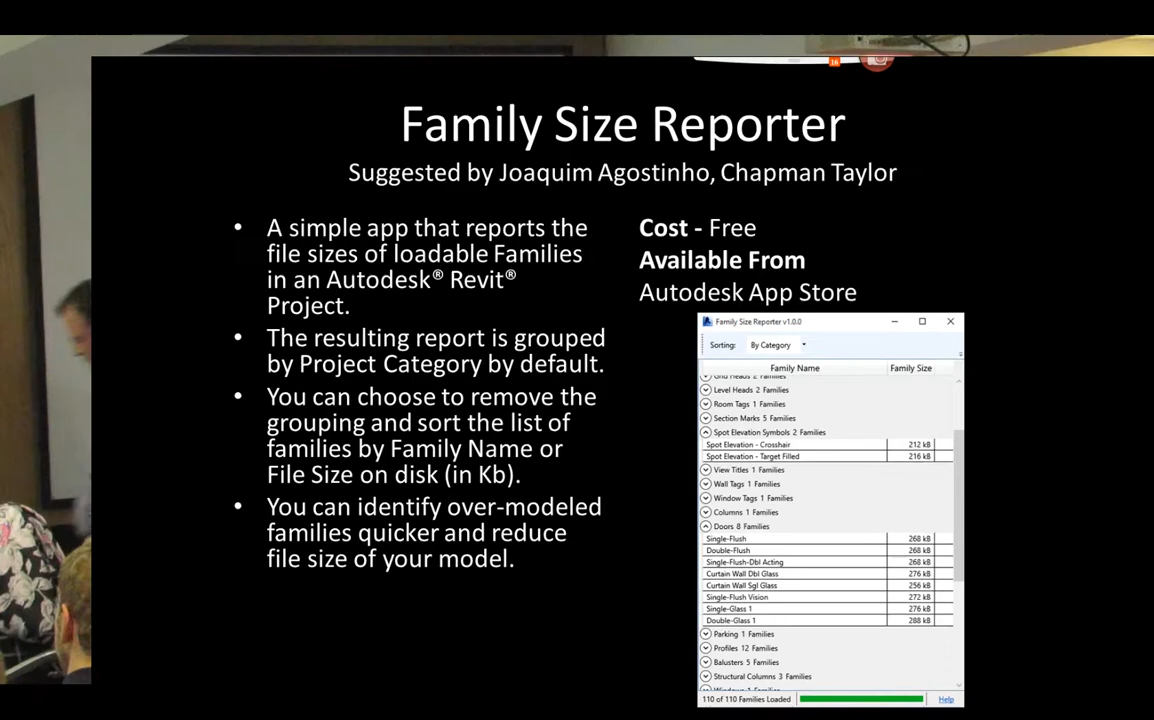 16
Family Size Reporter
Suggested by Joaquim Agostinho, Chapman Taylor
• A simple app that reports the
file sizes of loadable Families
in an Autodesk® Revit®
Project.
• The resulting report is grouped
by Project Category by default.
• You can choose to remove the
grouping and sort the list of
families by Family Name or
File Size on disk (in Kb).
• You can identify over-modeled
families quicker and reduce
file size of your model.
Cost - Free
Available From
Autodesk App Store
Family Size Reporter v1.0.0
Sorting: By Category
Family Name Family Size
Grid Heads 2 Families
Level Heads 2 Families
Room Tags 1 Families
Section Marks 5 Families
Spot Elevation Symbols 2 Families
Spot Elevation - Crosshair 212 kB
Spot Elevation - Target Filled 216 kB
View Titles 1 Families
Wall Tags 1 Families
Window Tags 1 Families
Columns 1 Families
Doors 8 Families
Single-Flush 268 kB
Double-Flush 268 kB
Single-Flush-Dbl Acting 268 kB
Curtain Wall Dbl Glass 276 kB
Curtain Wall Sgl Glass 256 kB
Single-Flush Vision 272 kB
Single-Glass 1 276 kB
Double-Glass 1 288 kB
Parking 1 Families
Profiles 12 Families
Balusters 5 Families
Structural Columns 3 Families
Windows 1 Families
110 of 110 Families Loaded Help